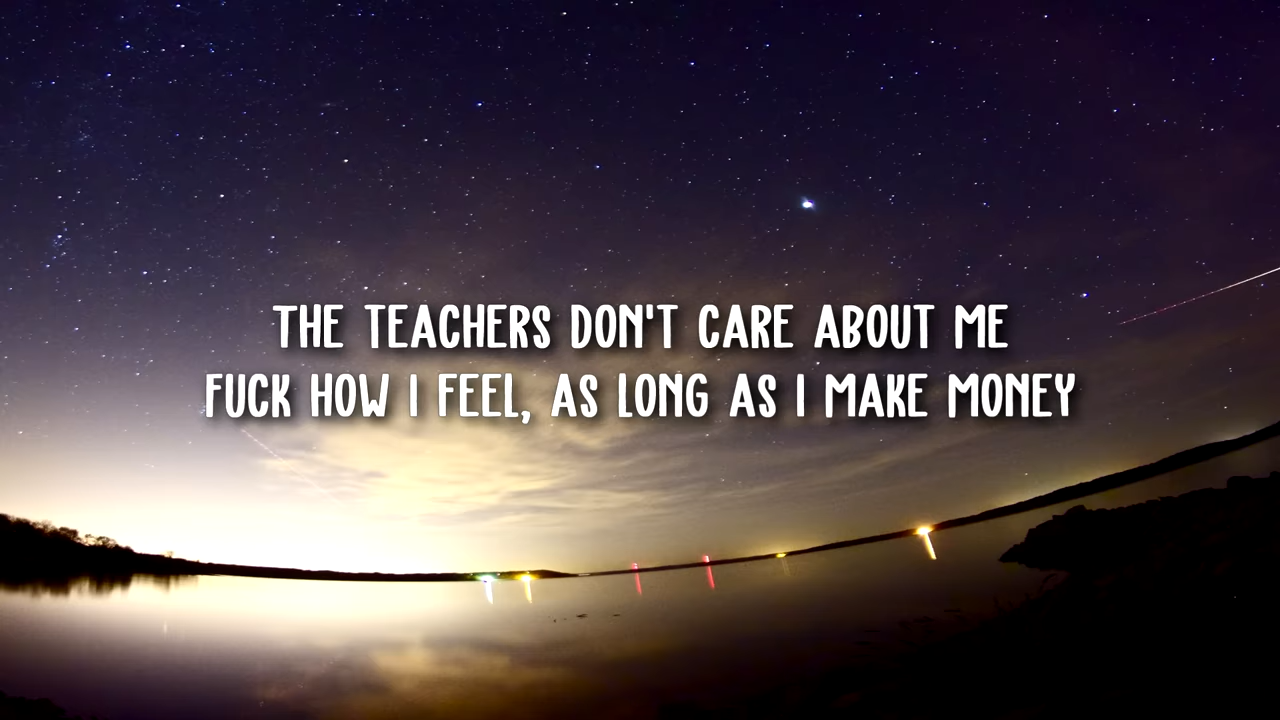 THE TEACHERS DON'T CARE ABOUT ME
FUCK HOW I FEEL, AS LONG AS I MAKE MONEY